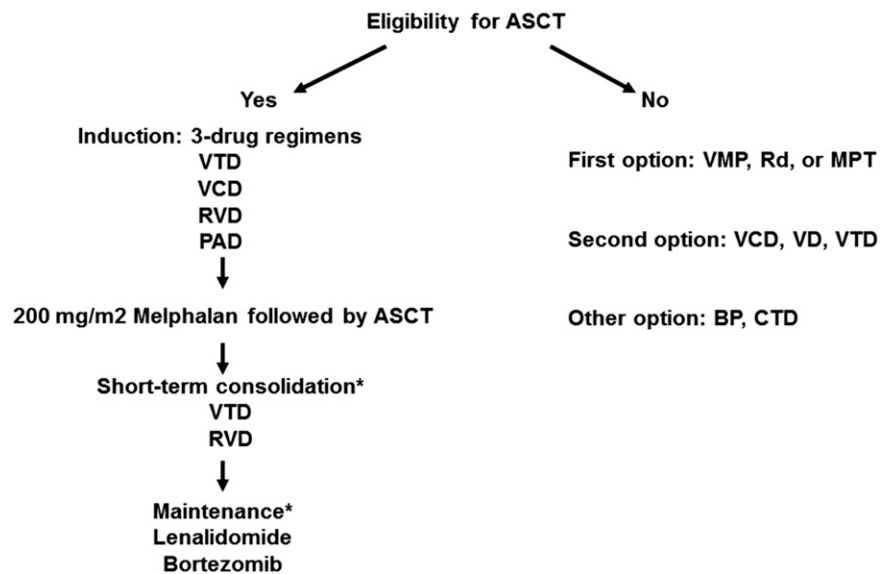 Eligibility for ASCT
Yes
Induction: 3-drug regimens
VTD
VCD
RVD
PAD
200 mg/m2 Melphalan followed by ASCT
Short-term consolidation*
VTD
RVD
Maintenance*
Lenalidomide
Bortezomib
No
First option: VMP, Rd, or MPT
Second option: VCD, VD, VTD
Other option: BP, CTD